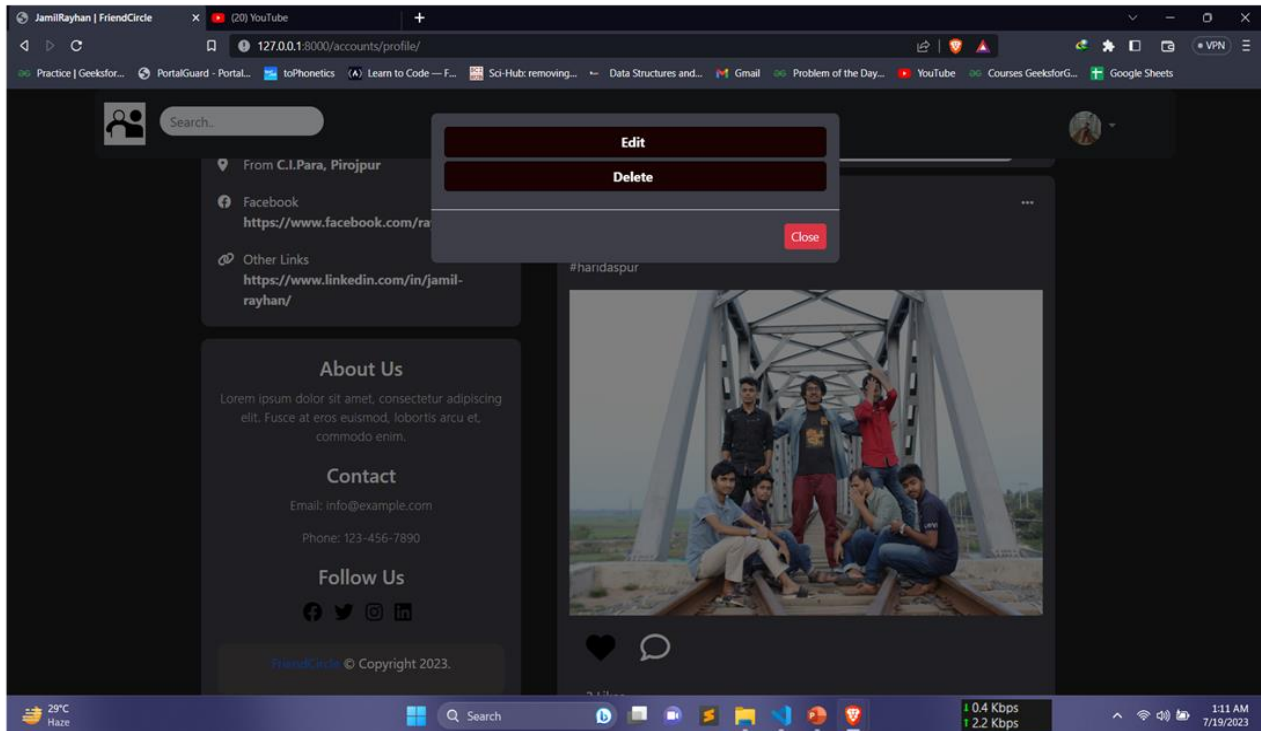 JamilRayhan | FriendCircle
(20) YouTube
127.0.0.1:8000/accounts/profile/
VPN
Practice | Geeksfor...
PortalGuard - Portal...
toPhonetics
Learn to Code — F...
Sci-Hub: removing...
Data Structures and...
Gmail
Problem of the Day...
YouTube
Courses GeeksforG...
Google Sheets
Search..
Edit
Delete
Close
From C.I.Para, Pirojpur
Facebook
https://www.facebook.com/ra
Other Links
https://www.linkedin.com/in/jamil-
rayhan/
About Us
Lorem ipsum dolor sit amet, consectetur adipiscing
elit. Fusce at eros euismod, lobortis arcu et,
commodo enim.
Contact
Email: info@example.com
Phone: 123-456-7890
Follow Us
FriendCircle © Copyright 2023.
#haridaspur
2 Likes
29°C
Haze
Search
0.4 Kbps
2.2 Kbps
1:11 AM
7/19/2023